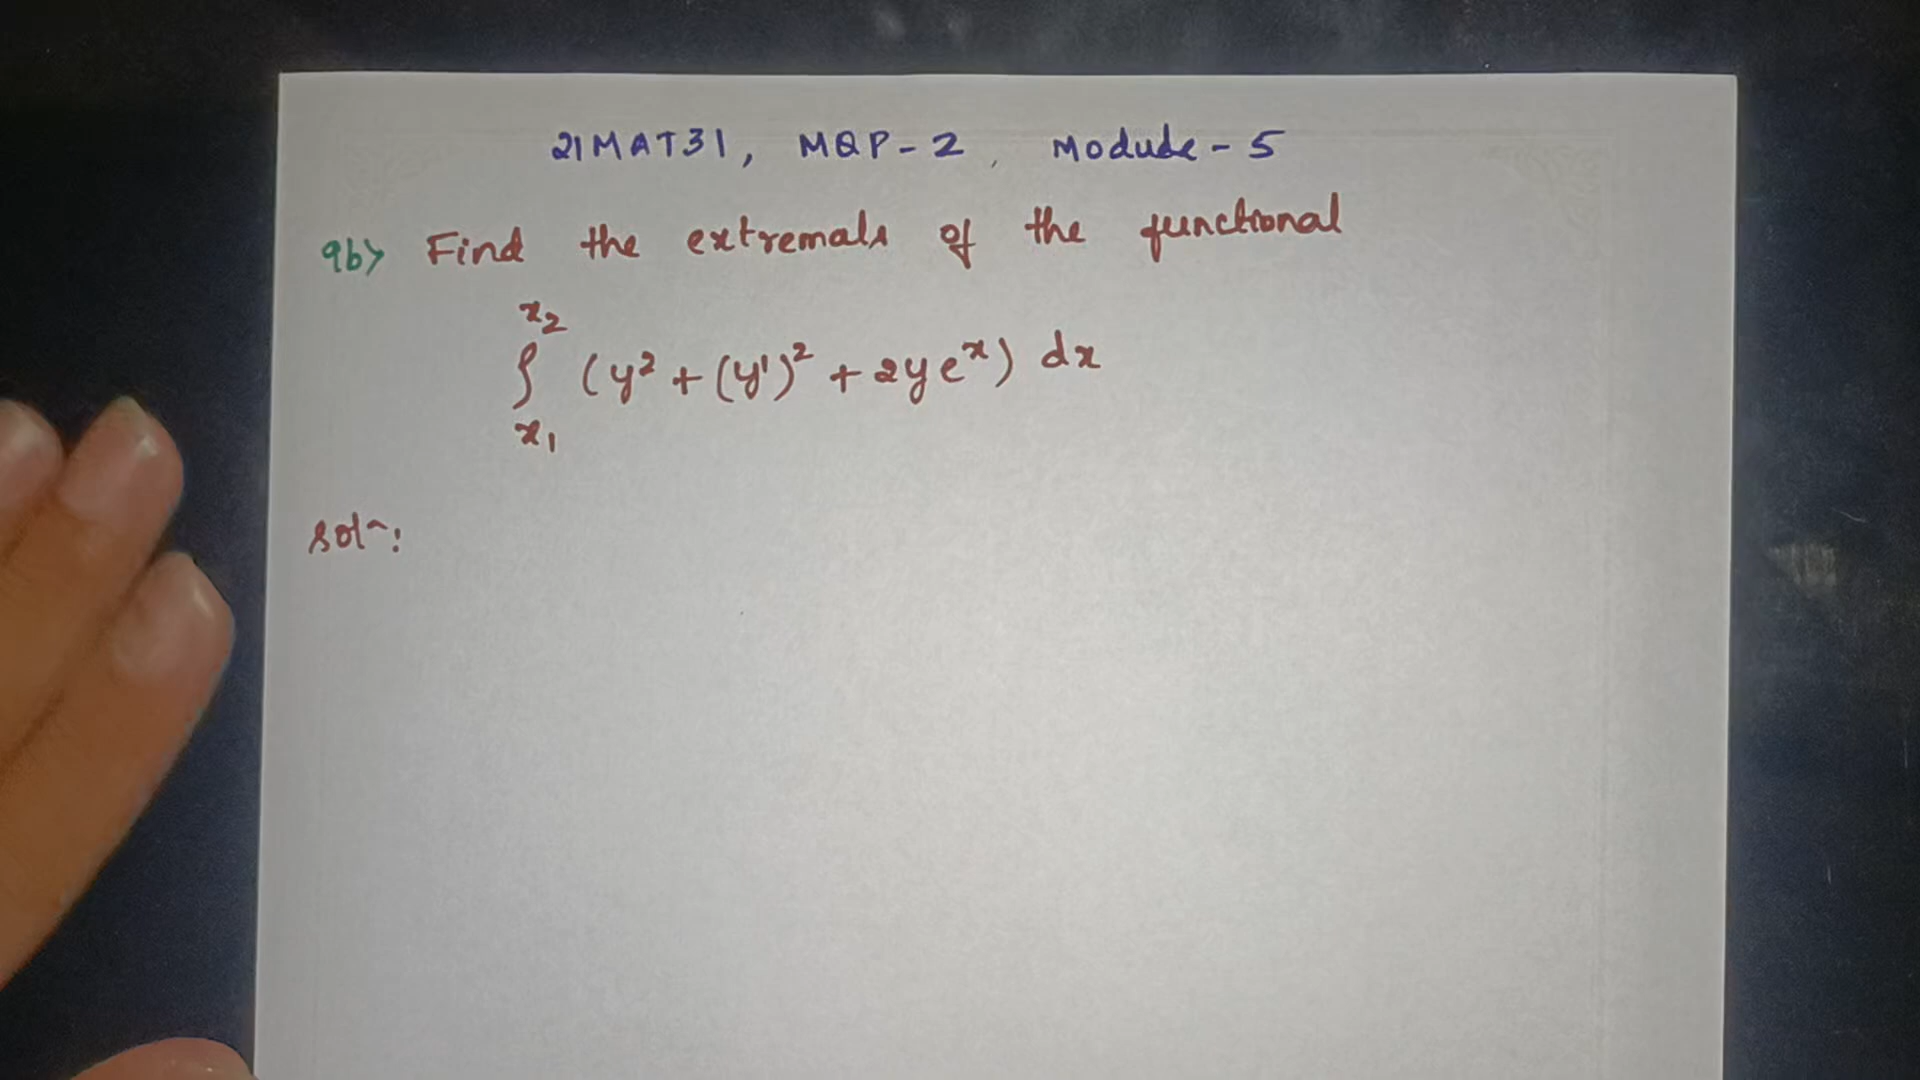 21MAT31, MQP-2, Module-5
9b> Find the extremals of the functional
∫_{x1}^{x2} (y² + (y')² + 2ye^x) dx
sol^n: